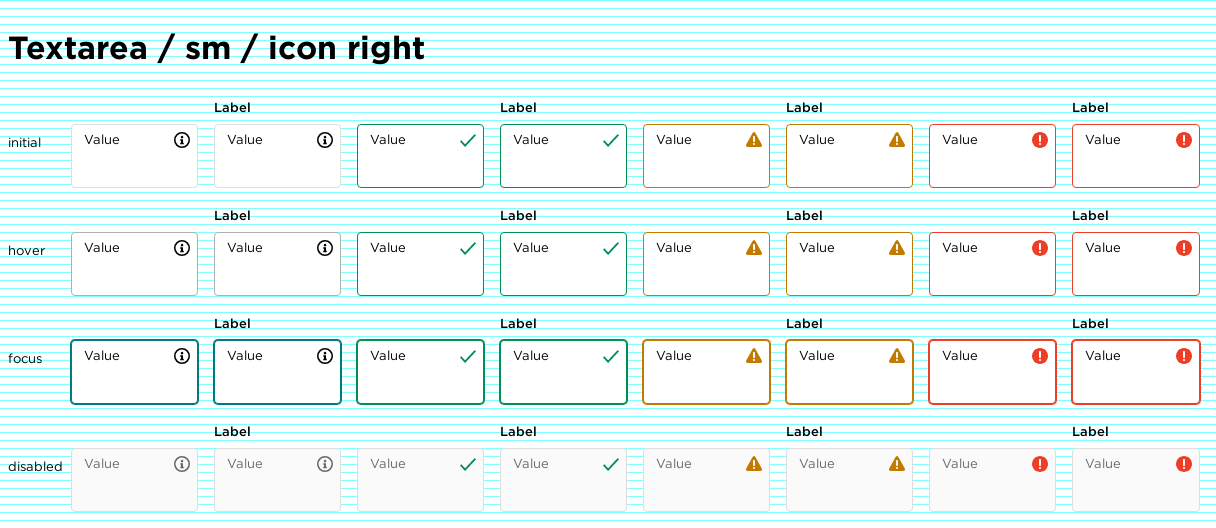 Textarea / sm / icon right
Label Label Label Label
initial Value Value Value Value Value Value Value Value
Label Label Label Label
hover Value Value Value Value Value Value Value Value
Label Label Label Label
focus Value Value Value Value Value Value Value Value
Label Label Label Label
disabled Value Value Value Value Value Value Value Value